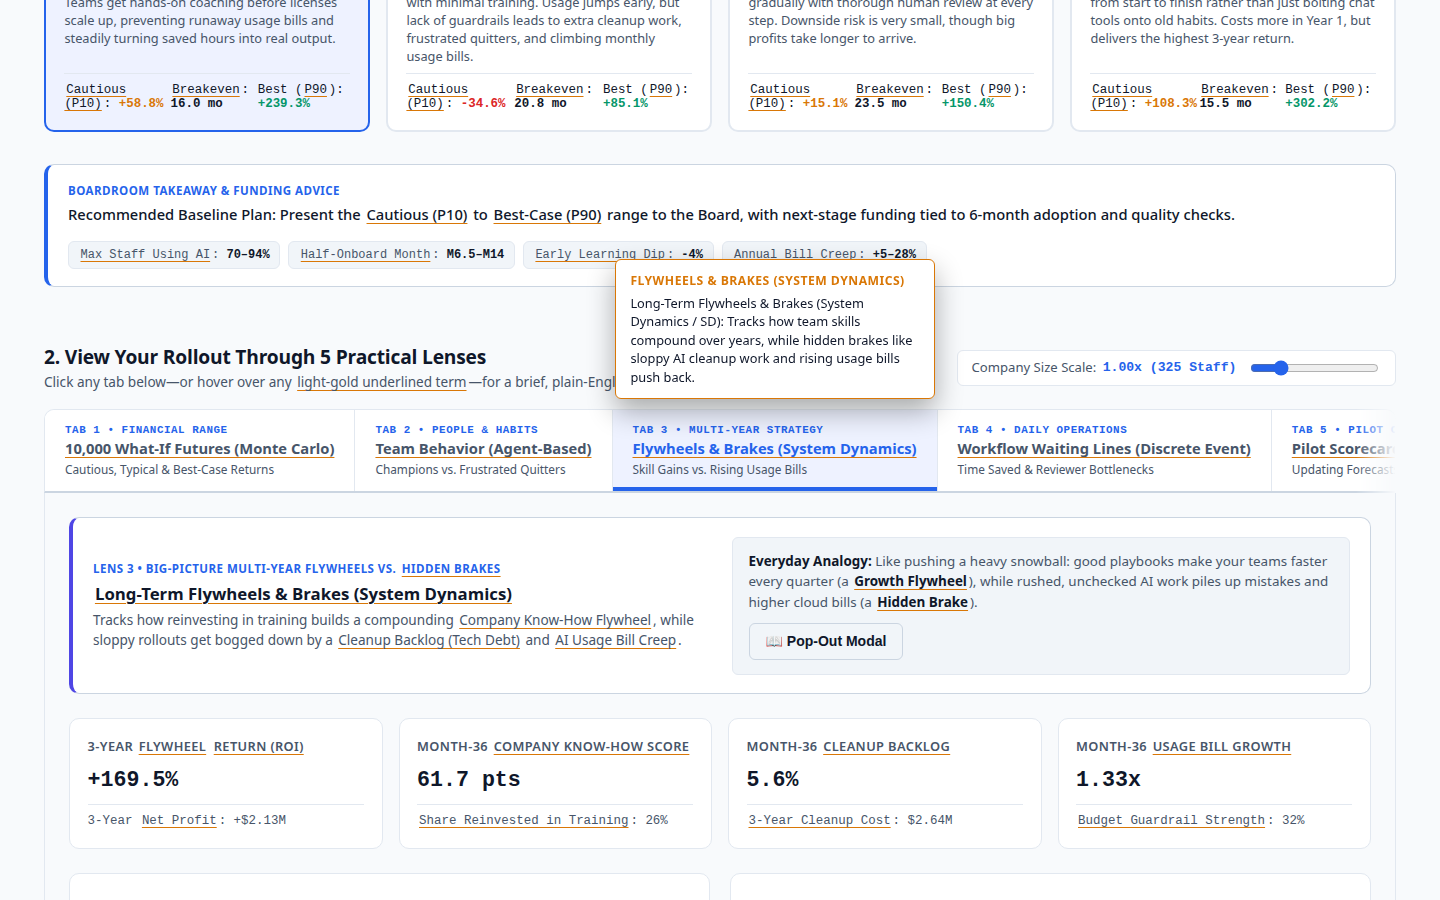 Teams get hands-on coaching before licenses
scale up, preventing runaway usage bills and
steadily turning saved hours into real output.
Cautious (P10): +58.8%
Breakeven: 16.0 mo
Best (P90): +239.3%
with minimal training. Usage jumps early, but
lack of guardrails leads to extra cleanup work,
frustrated quitters, and climbing monthly
usage bills.
Cautious (P10): -34.6%
Breakeven: 20.8 mo
Best (P90): +85.1%
gradually with thorough human review at every
step. Downside risk is very small, though big
profits take longer to arrive.
Cautious (P10): +15.1%
Breakeven: 23.5 mo
Best (P90): +150.4%
from start to finish rather than just bolting chat
tools onto old habits. Costs more in Year 1, but
delivers the highest 3-year return.
Cautious (P10): +108.3%
Breakeven: 15.5 mo
Best (P90): +302.2%
BOARDROOM TAKEAWAY & FUNDING ADVICE
Recommended Baseline Plan: Present the Cautious (P10) to Best-Case (P90) range to the Board, with next-stage funding tied to 6-month adoption and quality checks.
Max Staff Using AI: 70–94%
Half-Onboard Month: M6.5–M14
Early Learning Dip: -4%
Annual Bill Creep: +5–28%
FLYWHEELS & BRAKES (SYSTEM DYNAMICS)
Long-Term Flywheels & Brakes (System
Dynamics / SD): Tracks how team skills
compound over years, while hidden brakes like
sloppy AI cleanup work and rising usage bills
push back.
2. View Your Rollout Through 5 Practical Lenses
Click any tab below—or hover over any light-gold underlined term—for a brief, plain-Engl
Company Size Scale: 1.00x (325 Staff)
TAB 1 • FINANCIAL RANGE
10,000 What-If Futures (Monte Carlo)
Cautious, Typical & Best-Case Returns
TAB 2 • PEOPLE & HABITS
Team Behavior (Agent-Based)
Champions vs. Frustrated Quitters
TAB 3 • MULTI-YEAR STRATEGY
Flywheels & Brakes (System Dynamics)
Skill Gains vs. Rising Usage Bills
TAB 4 • DAILY OPERATIONS
Workflow Waiting Lines (Discrete Event)
Time Saved & Reviewer Bottlenecks
TAB 5 • PILOT
Pilot Scorecar
Updating Forecast
LENS 3 • BIG-PICTURE MULTI-YEAR FLYWHEELS VS. HIDDEN BRAKES
Long-Term Flywheels & Brakes (System Dynamics)
Tracks how reinvesting in training builds a compounding Company Know-How Flywheel, while
sloppy rollouts get bogged down by a Cleanup Backlog (Tech Debt) and AI Usage Bill Creep.
Everyday Analogy: Like pushing a heavy snowball: good playbooks make your teams faster
every quarter (a Growth Flywheel), while rushed, unchecked AI work piles up mistakes and
higher cloud bills (a Hidden Brake).
📖 Pop-Out Modal
3-YEAR FLYWHEEL RETURN (ROI)
+169.5%
3-Year Net Profit: +$2.13M
MONTH-36 COMPANY KNOW-HOW SCORE
61.7 pts
Share Reinvested in Training: 26%
MONTH-36 CLEANUP BACKLOG
5.6%
3-Year Cleanup Cost: $2.64M
MONTH-36 USAGE BILL GROWTH
1.33x
Budget Guardrail Strength: 32%